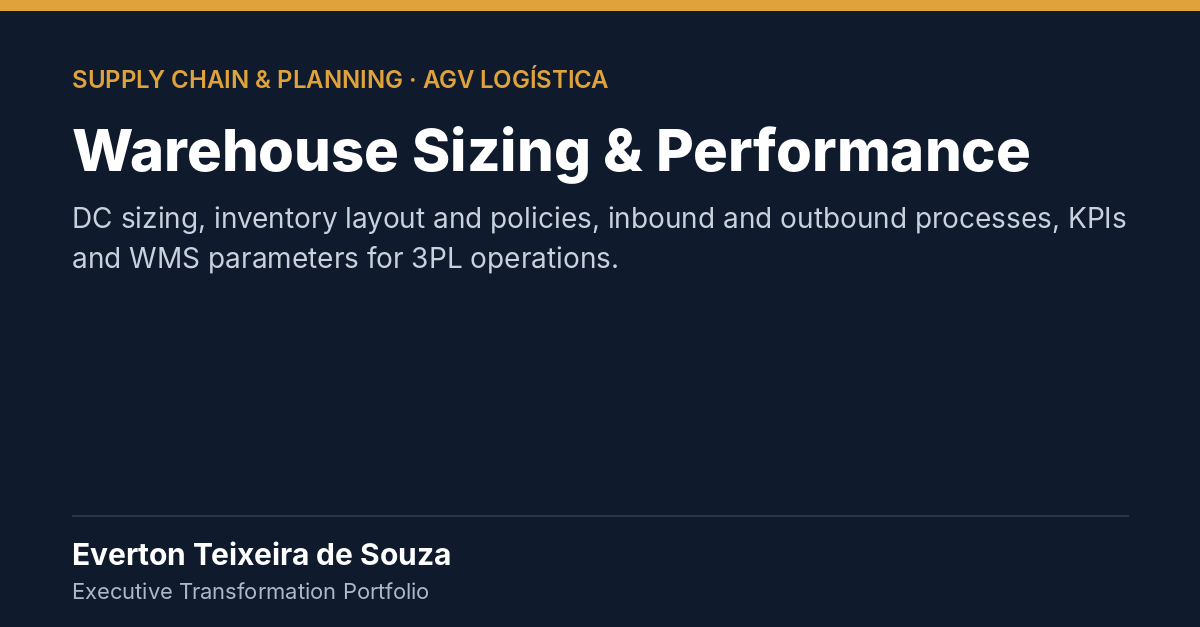 SUPPLY CHAIN & PLANNING · AGV LOGÍSTICA
Warehouse Sizing & Performance
DC sizing, inventory layout and policies, inbound and outbound processes, KPIs
and WMS parameters for 3PL operations.
Everton Teixeira de Souza
Executive Transformation Portfolio